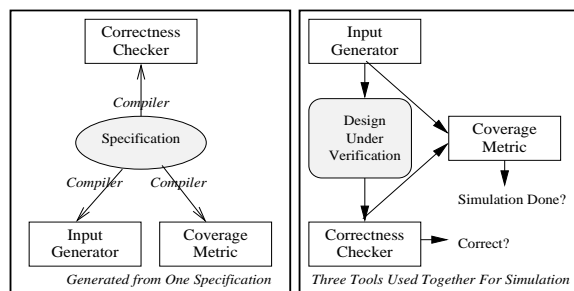 Correctness
Checker
Compiler
Specification
Compiler
Compiler
Input
Generator
Coverage
Metric
Generated from One Specification
Input
Generator
Design
Under
Verification
Coverage
Metric
Simulation Done?
Correctness
Checker
Correct?
Three Tools Used Together For Simulation